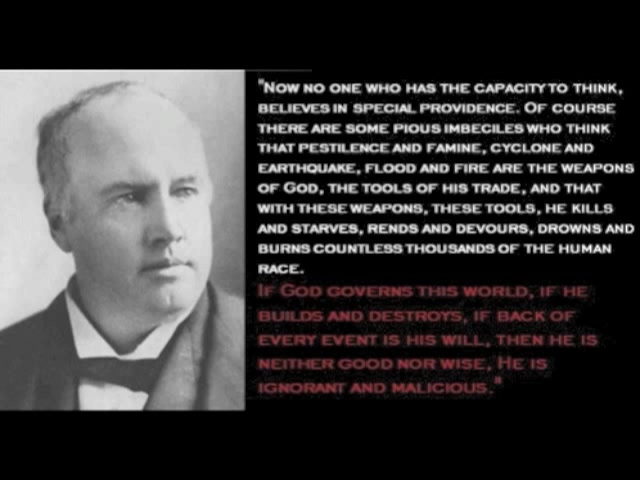 "Now no one who has the capacity to think,
believes in special providence. Of course
there are some pious imbeciles who think
that pestilence and famine, cyclone and
earthquake, flood and fire are the weapons
of God, the tools of his trade, and that
with these weapons, these tools, he kills
and starves, rends and devours, drowns and
burns countless thousands of the human
race.
If God governs this world, if he
builds and destroys, if back of
every event is his will, then he is
neither good nor wise, He is
ignorant and malicious."